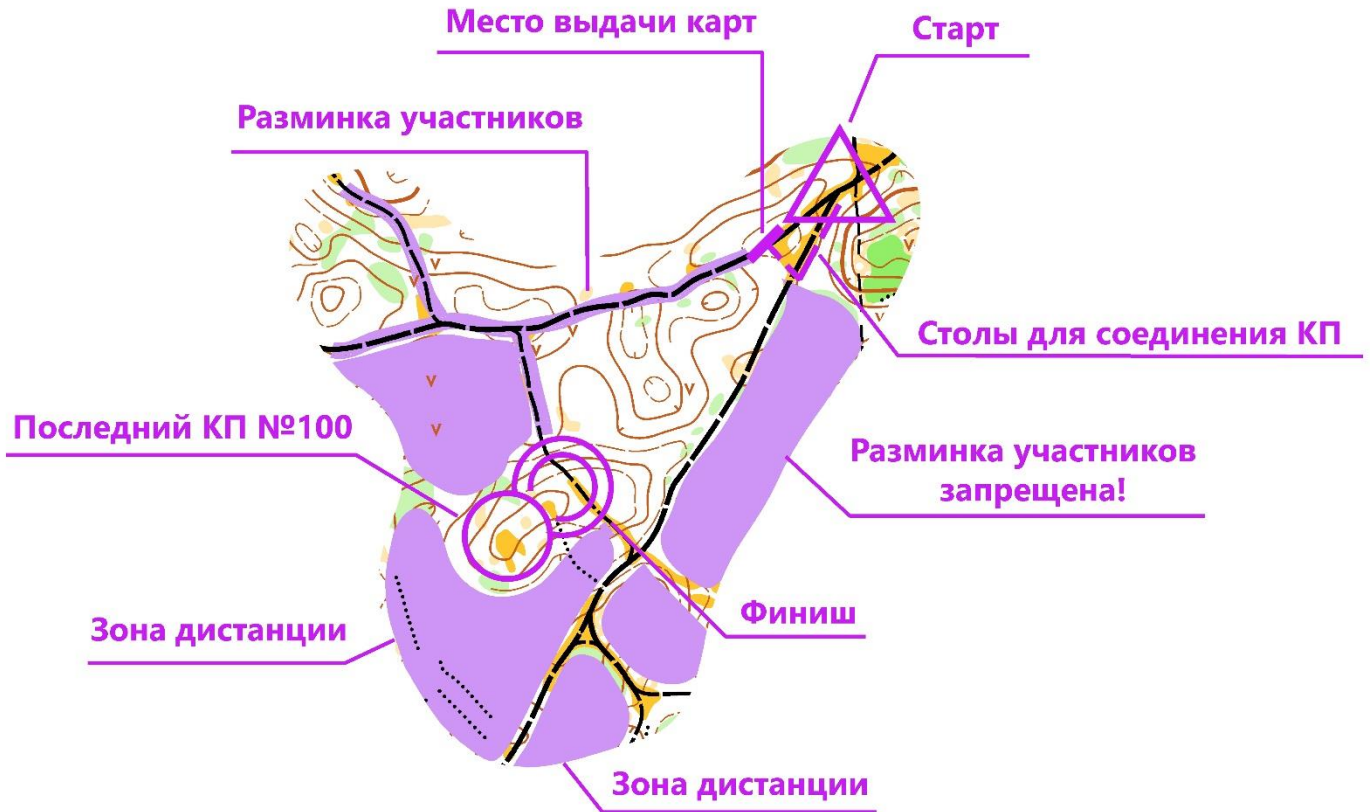 Место выдачи карт
Старт
Разминка участников
Столы для соединения КП
Последний КП №100
Разминка участников
запрещена!
Финиш
Зона дистанции
Зона дистанции